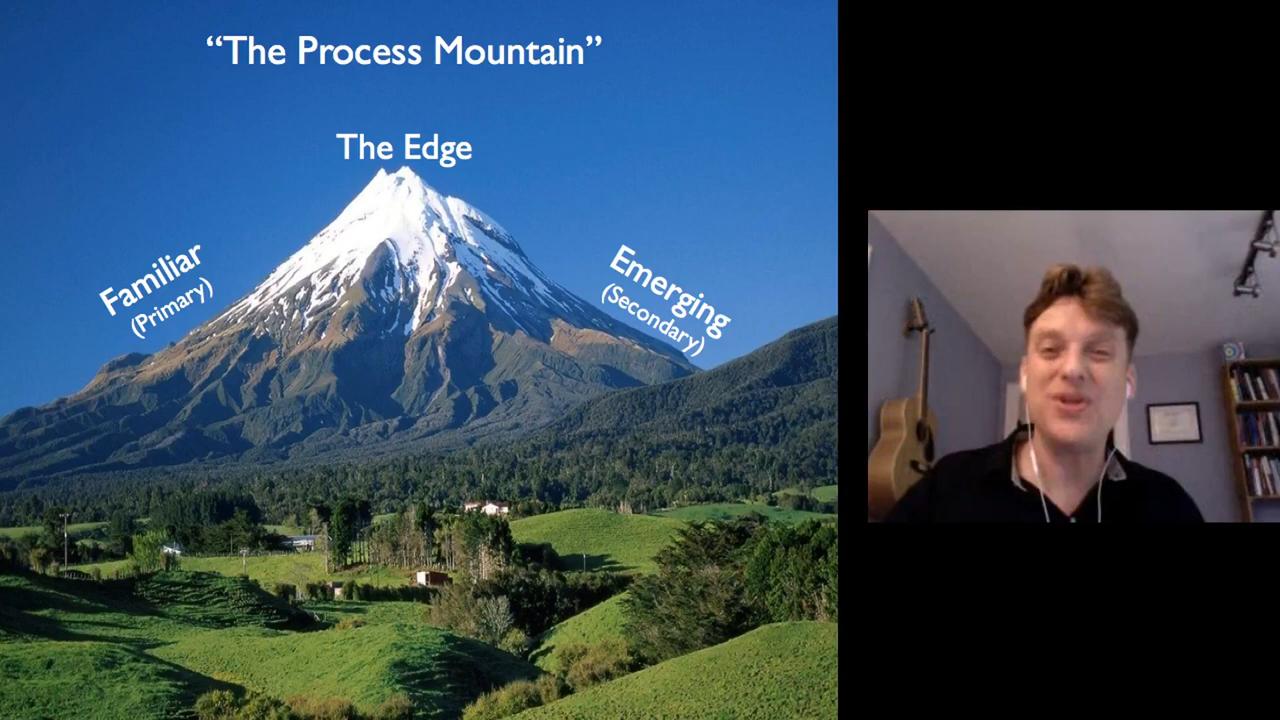 “The Process Mountain”
The Edge
Familiar
(Primary)
Emerging
(Secondary)